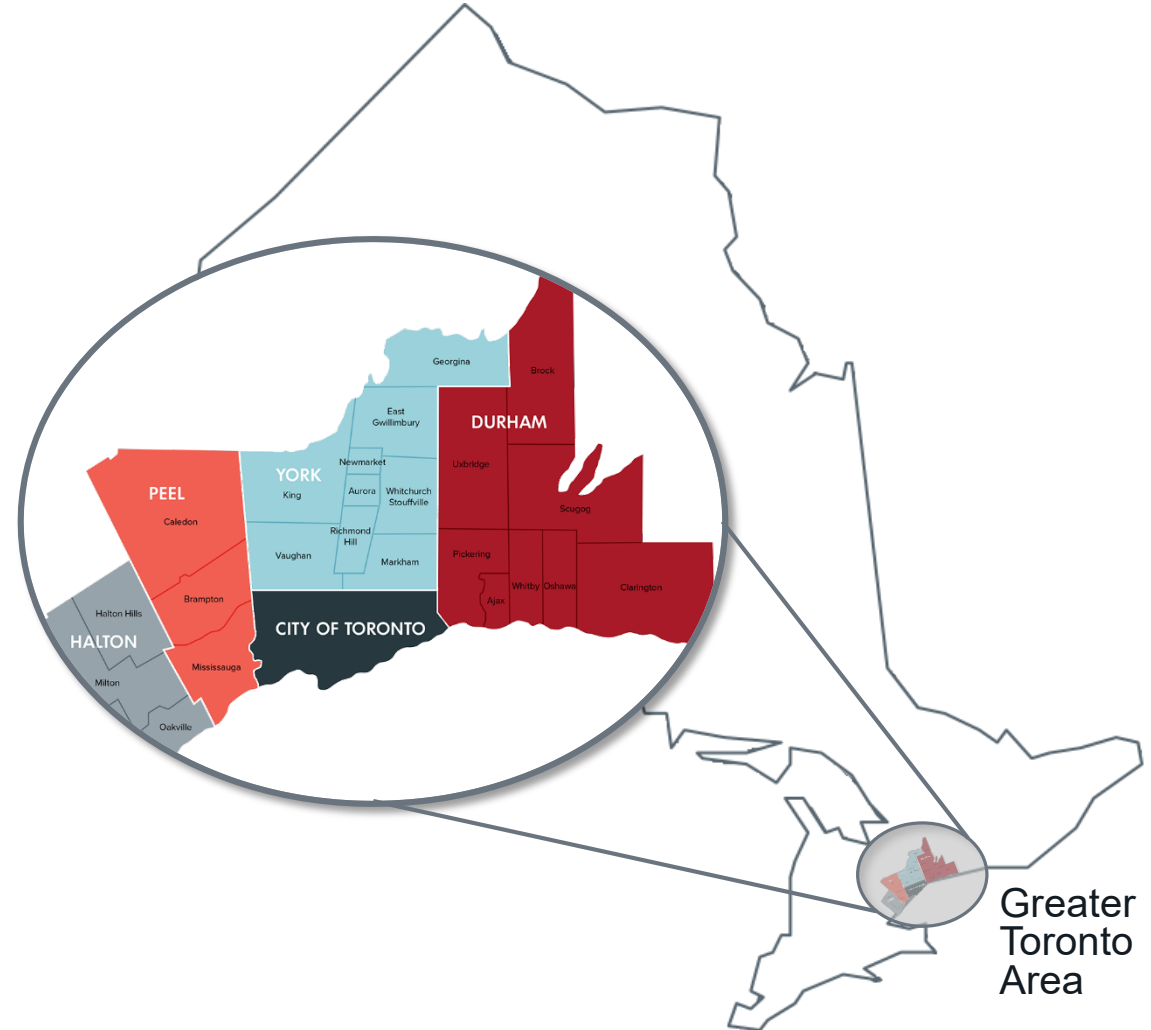 Georgina
Brock
East
Gwillimbury
DURHAM
Newmarket
Uxbridge
YORK
King
Aurora
Whitchurch
Stouffville
PEEL
Caledon
Scugog
Richmond
Hill
Vaughan
Markham
Pickering
Whitby
Oshawa
Clarington
Ajax
Brampton
Halton Hills
HALTON
CITY OF TORONTO
Mississauga
Milton
Oakville
Greater
Toronto
Area